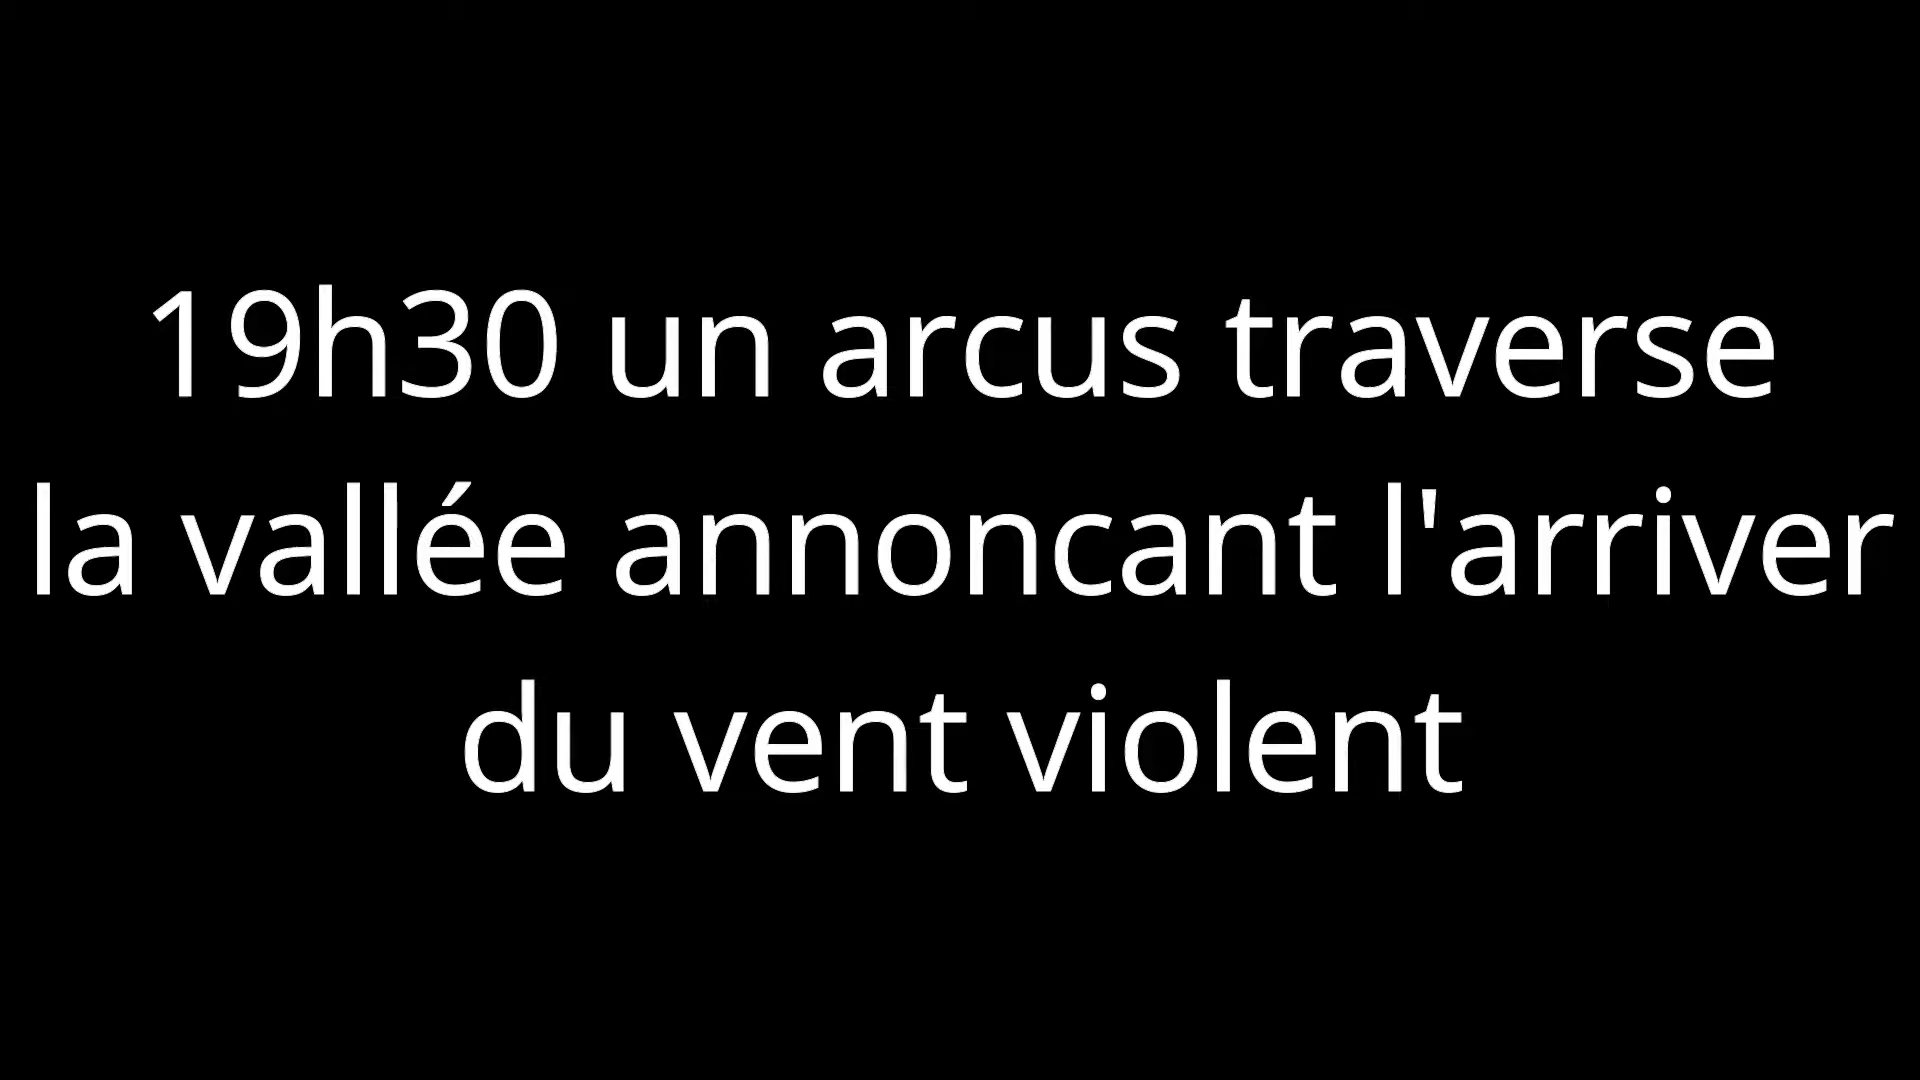 19h30 un arcus traverse
la vallée annoncant l'arriver
du vent violent